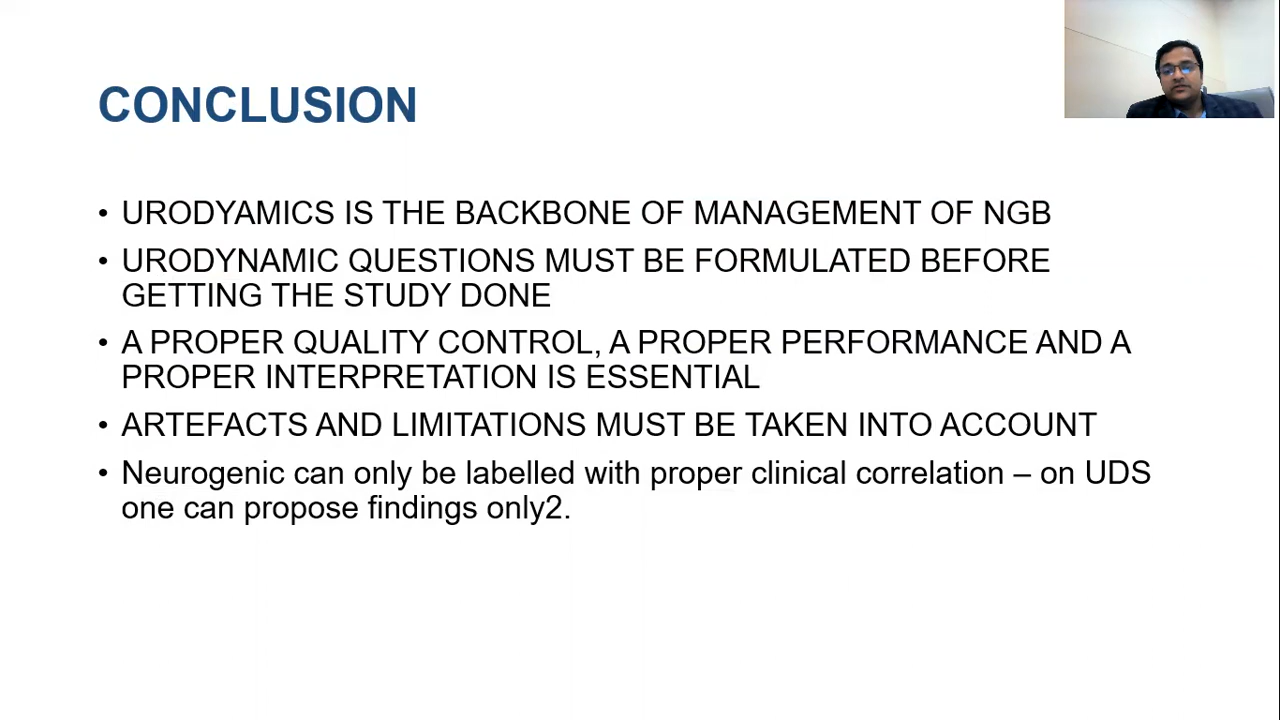 CONCLUSION
• URODYAMICS IS THE BACKBONE OF MANAGEMENT OF NGB
• URODYNAMIC QUESTIONS MUST BE FORMULATED BEFORE
GETTING THE STUDY DONE
• A PROPER QUALITY CONTROL, A PROPER PERFORMANCE AND A
PROPER INTERPRETATION IS ESSENTIAL
• ARTEFACTS AND LIMITATIONS MUST BE TAKEN INTO ACCOUNT
• Neurogenic can only be labelled with proper clinical correlation – on UDS
one can propose findings only2.